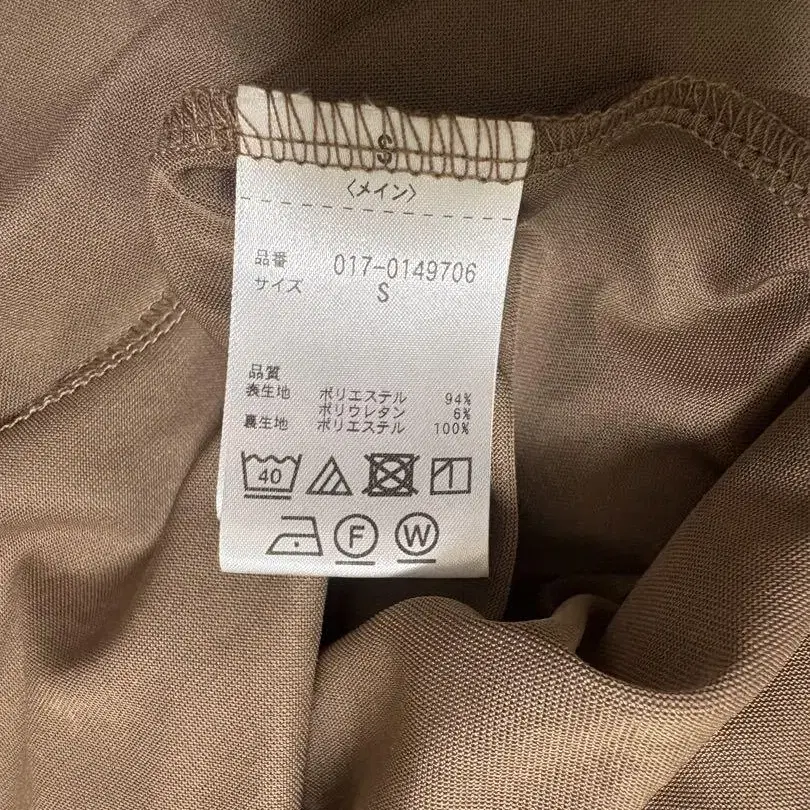 S
〈メイン〉
品番 017-0149706
サイズ S
品質
表生地 ポリエステル 94%
ポリウレタン 6%
裏生地 ポリエステル 100%
40
F W